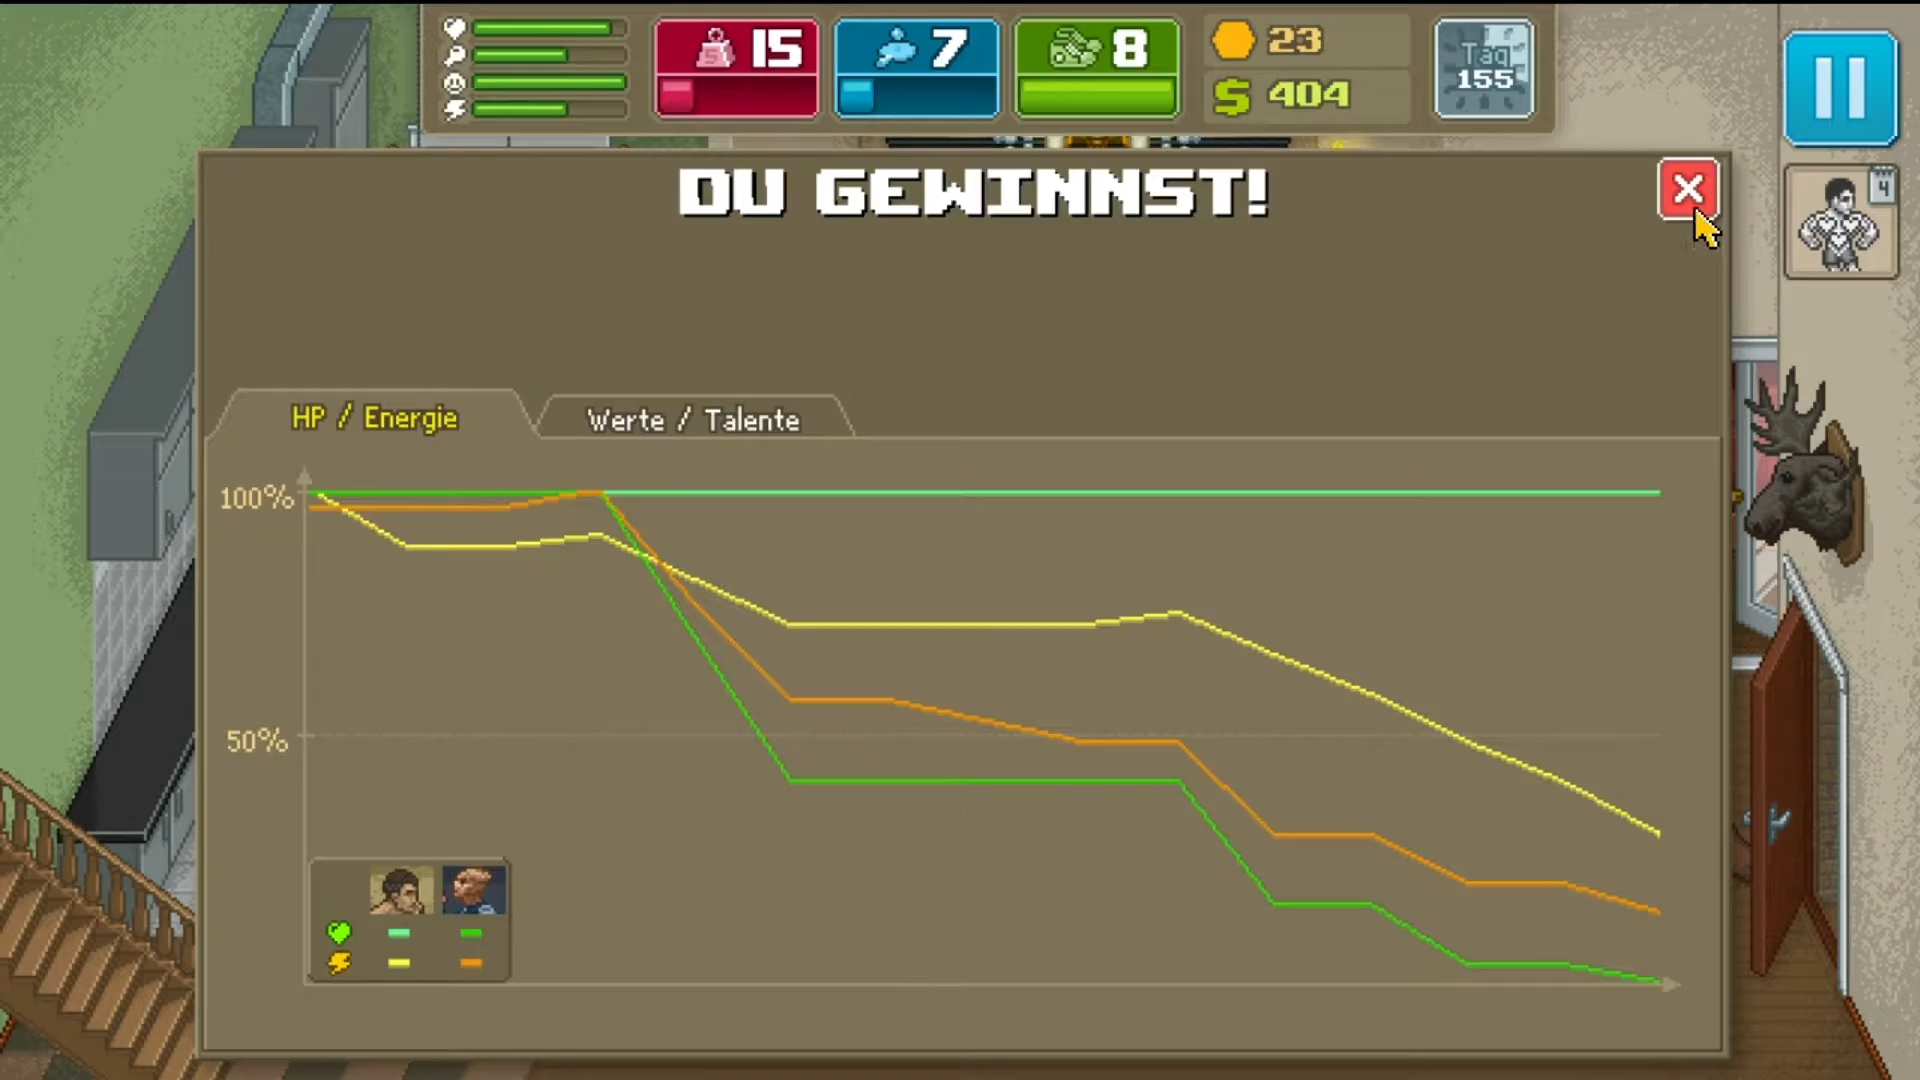 15
7
8
23
404
Tag
155
4
DU GEWINNST!
HP / Energie
Werte / Talente
100%
50%